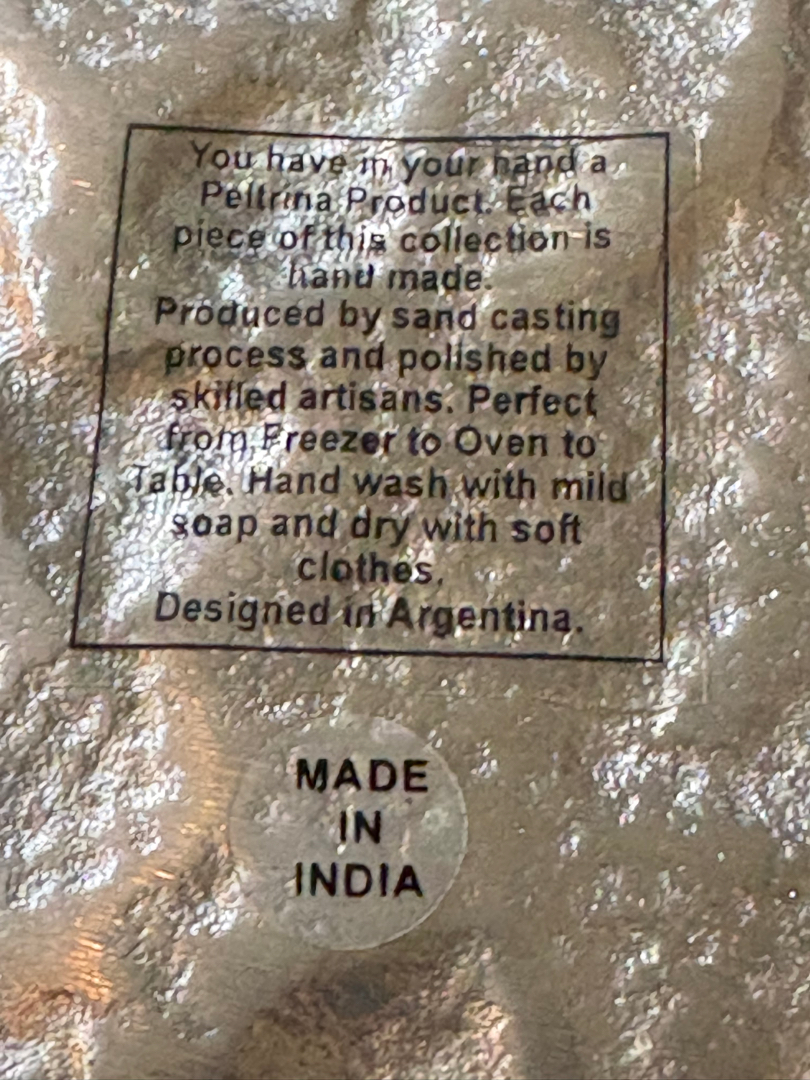 You have in your hand a
Peltrina Product. Each
piece of this collection is
hand made.
Produced by sand casting
process and polished by
skilled artisans. Perfect
from Freezer to Oven to
Table. Hand wash with mild
soap and dry with soft
clothes.
Designed in Argentina.
MADE
IN
INDIA